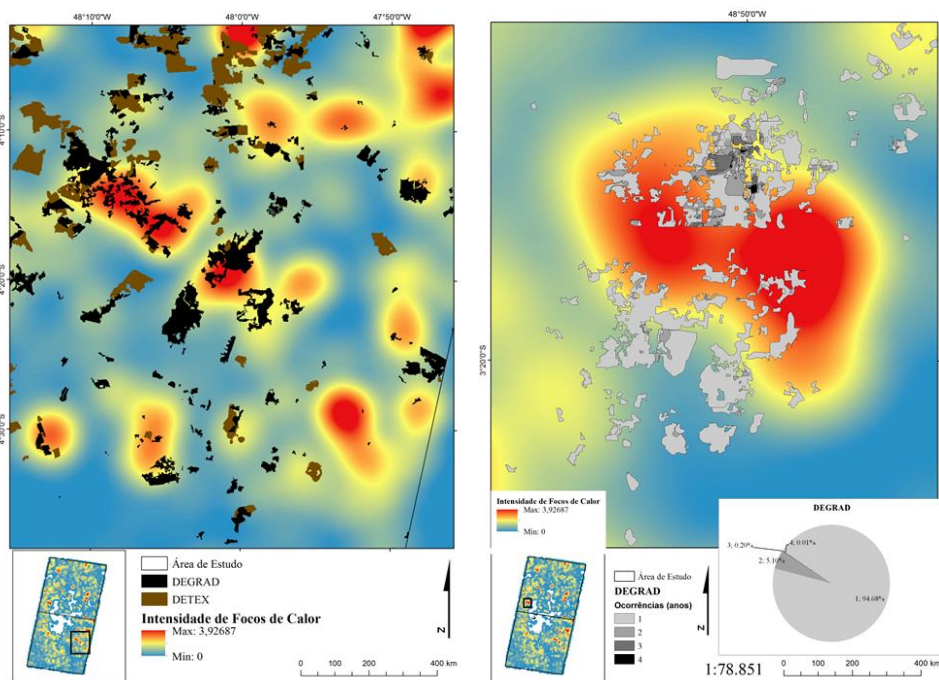 48°10'0"W
48°0'0"W
47°50'0"W
4°10'0"S
4°20'0"S
4°30'0"S
Área de Estudo
DEGRAD
DETEX
Intensidade de Focos de Calor
Max: 3,92687
Min: 0
N
0 100 200 400 km
48°50'0"W
3°20'0"S
Intensidade de Focos de Calor
Max: 3,92687
Min: 0
Área de Estudo
DEGRAD
Ocorrências (anos)
1
2
3
4
N
1:78.851
DEGRAD
3; 0.20%
4; 0.01%
2; 5.10%
1; 94.68%
0 100 200 400 km